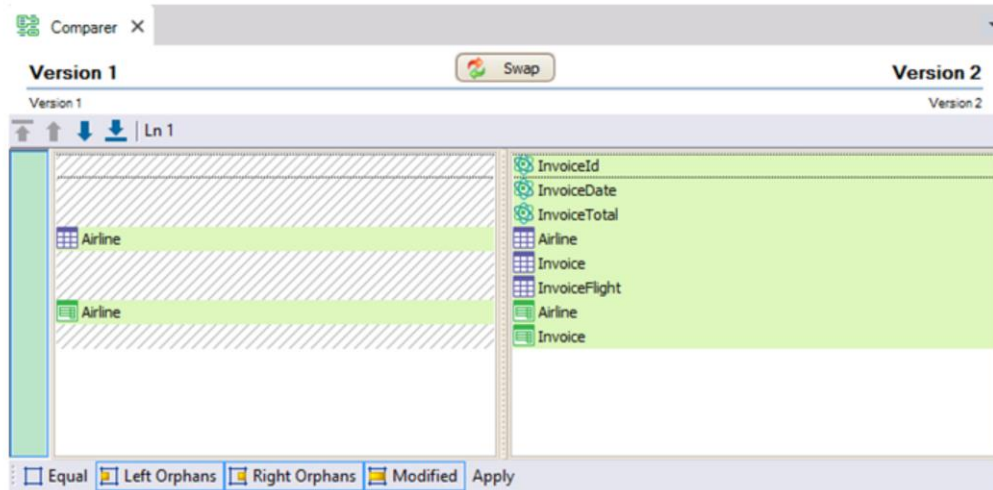 Comparer
Version 1 Swap Version 2
Version 1 Version 2
Ln 1
InvoiceId
InvoiceDate
InvoiceTotal
Airline Airline
Invoice
InvoiceFlight
Airline Airline
Invoice
Equal Left Orphans Right Orphans Modified Apply